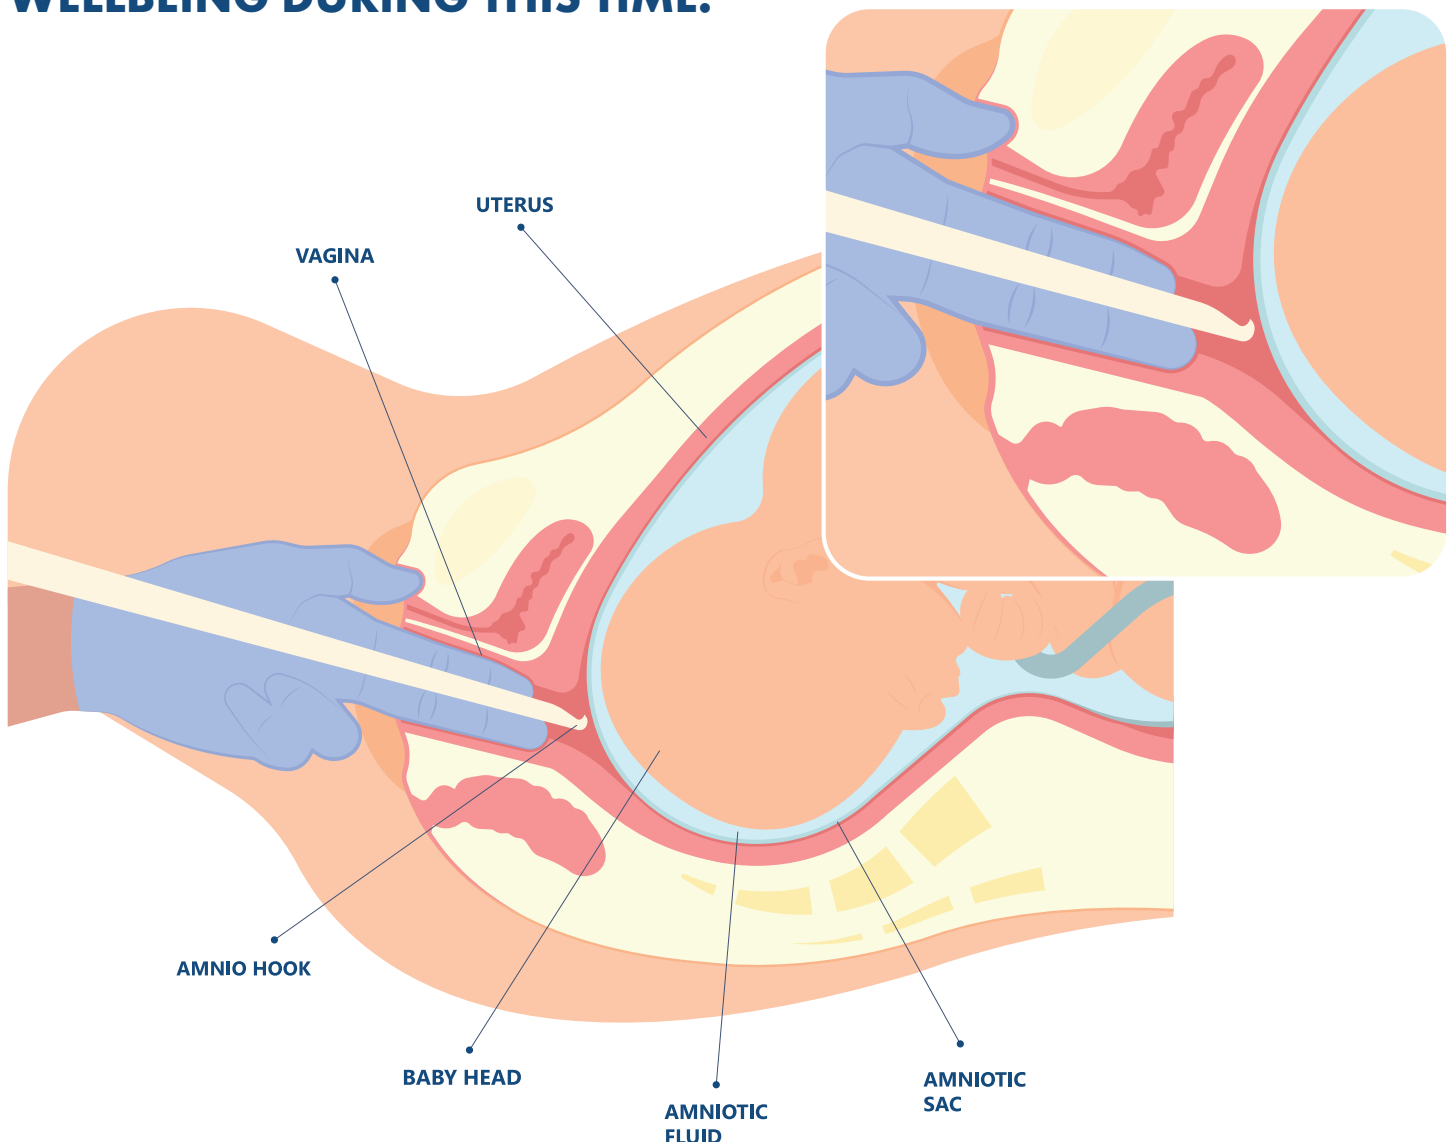 WELLBEING DURING THIS TIME.
UTERUS
VAGINA
AMNIO HOOK
BABY HEAD
AMNIOTIC
FLUID
AMNIOTIC
SAC